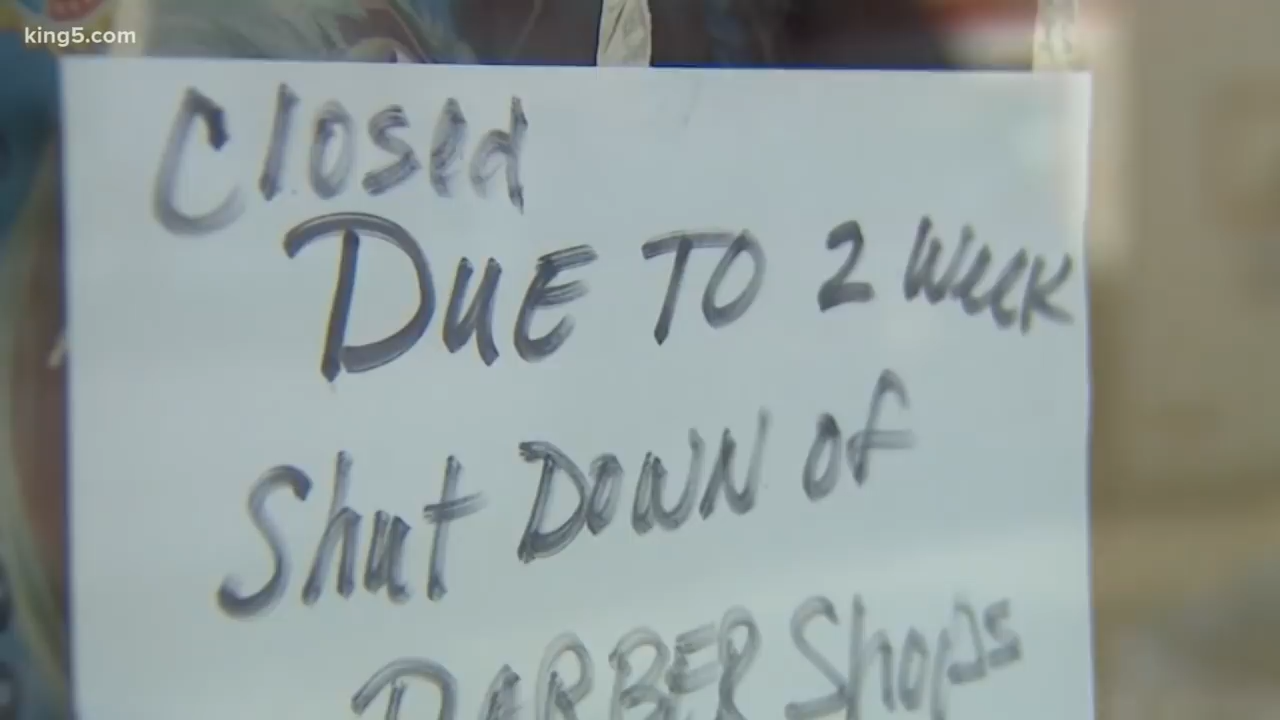 king5.com
Closed
DUE TO 2 Week
Shut DOWN of
BARBER Shops